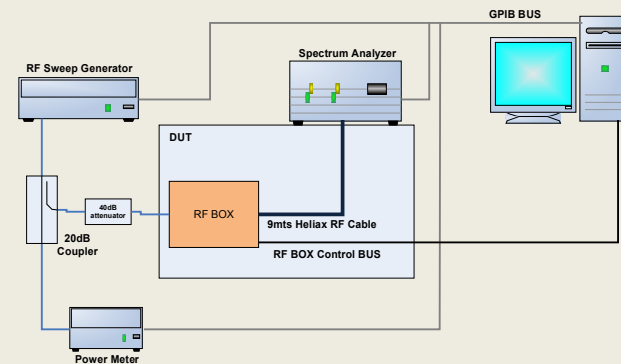 GPIB BUS
Spectrum Analyzer
RF Sweep Generator
DUT
40dB
attenuator
RF BOX
9mts Heliax RF Cable
20dB
Coupler
RF BOX Control BUS
Power Meter